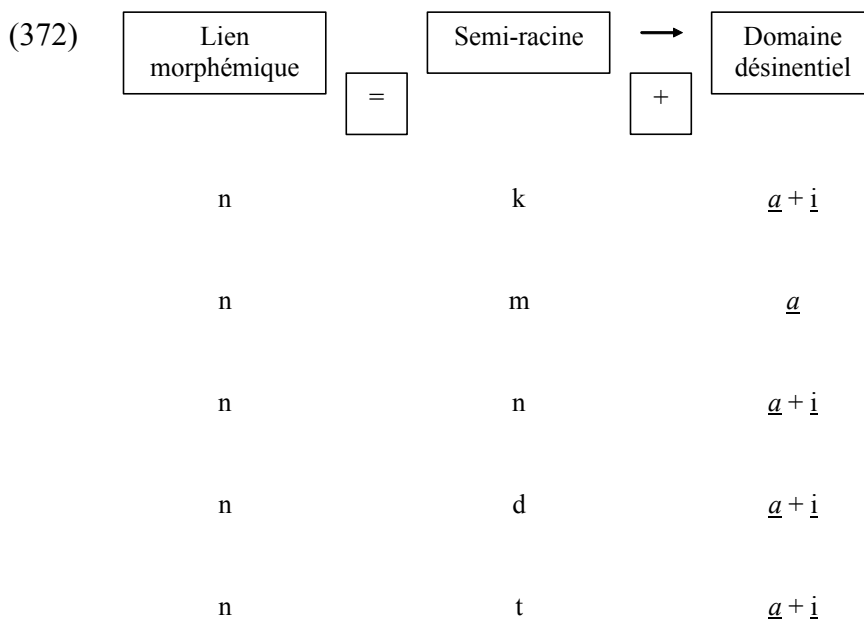 (372) Lien morphémique = Semi-racine → + Domaine désinentiel
n k a + i
n m a
n n a + i
n d a + i
n t a + i